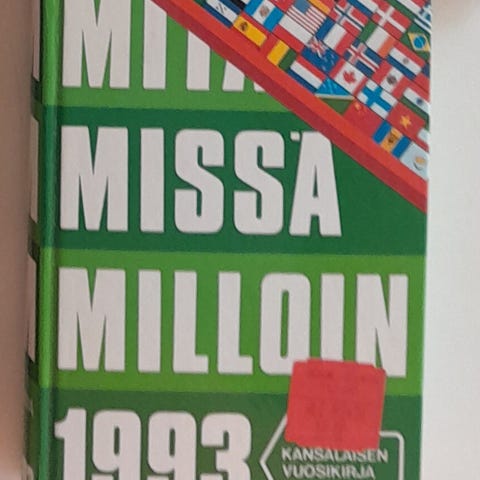 MITÄ
MISSÄ
MILLOIN
1993
KANSALAISEN
VUOSIKIRJA